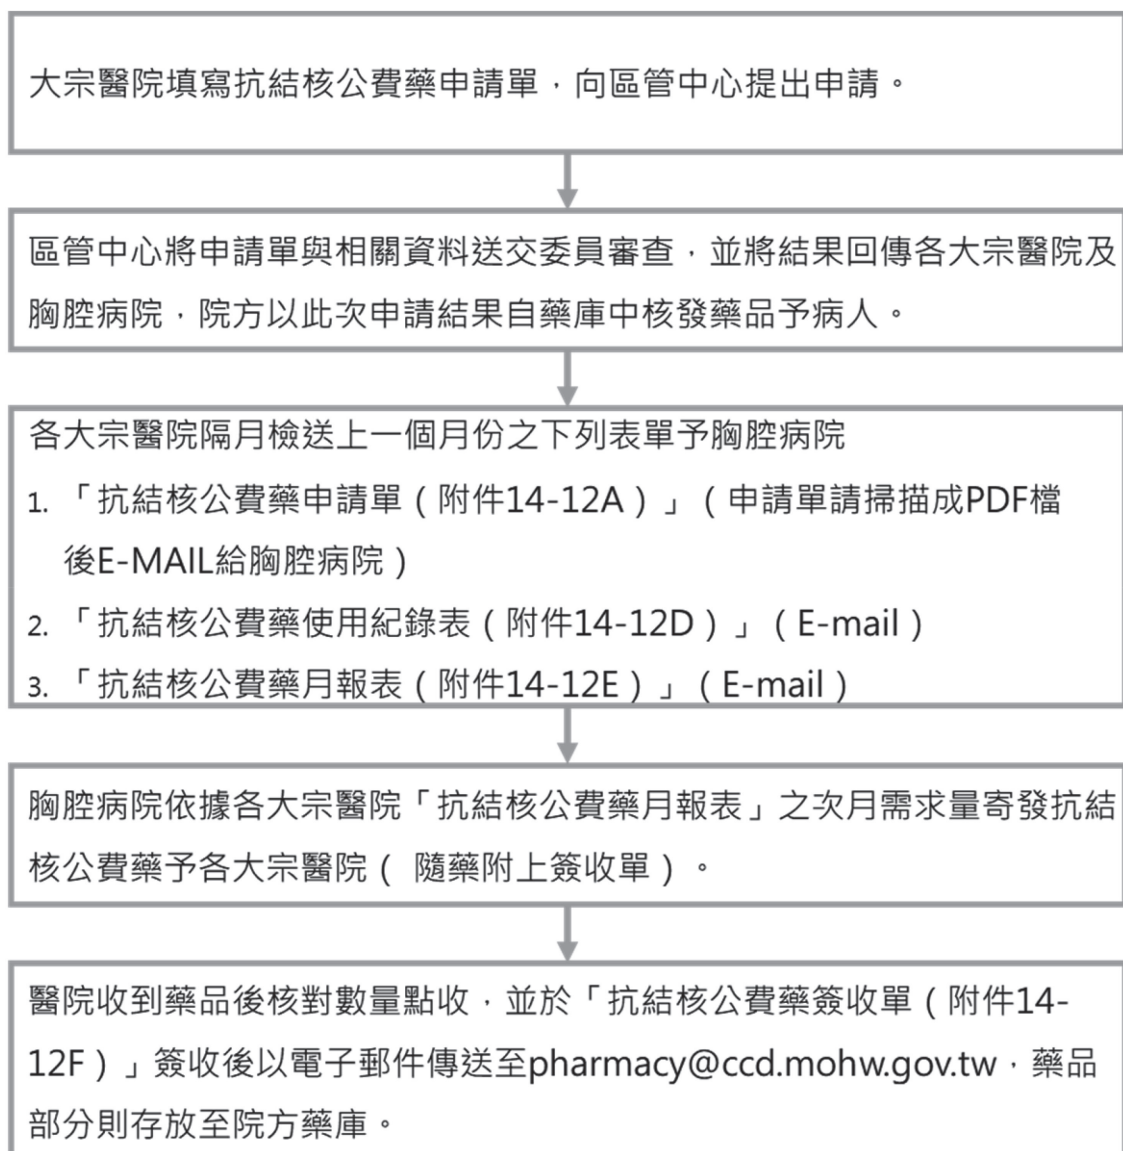 大宗醫院填寫抗結核公費藥申請單，向區管中心提出申請。
區管中心將申請單與相關資料送交委員審查，並將結果回傳各大宗醫院及
胸腔病院，院方以此次申請結果自藥庫中核發藥品予病人。
各大宗醫院隔月檢送上一個月份之下列表單予胸腔病院
1. 「抗結核公費藥申請單（附件14-12A）」（申請單請掃描成PDF檔
後E-MAIL給胸腔病院）
2. 「抗結核公費藥使用紀錄表（附件14-12D）」（E-mail）
3. 「抗結核公費藥月報表（附件14-12E）」（E-mail）
胸腔病院依據各大宗醫院「抗結核公費藥月報表」之次月需求量寄發抗結
核公費藥予各大宗醫院（ 隨藥附上簽收單）。
醫院收到藥品後核對數量點收，並於「抗結核公費藥簽收單（附件14-
12F）」簽收後以電子郵件傳送至pharmacy@ccd.mohw.gov.tw，藥品
部分則存放至院方藥庫。